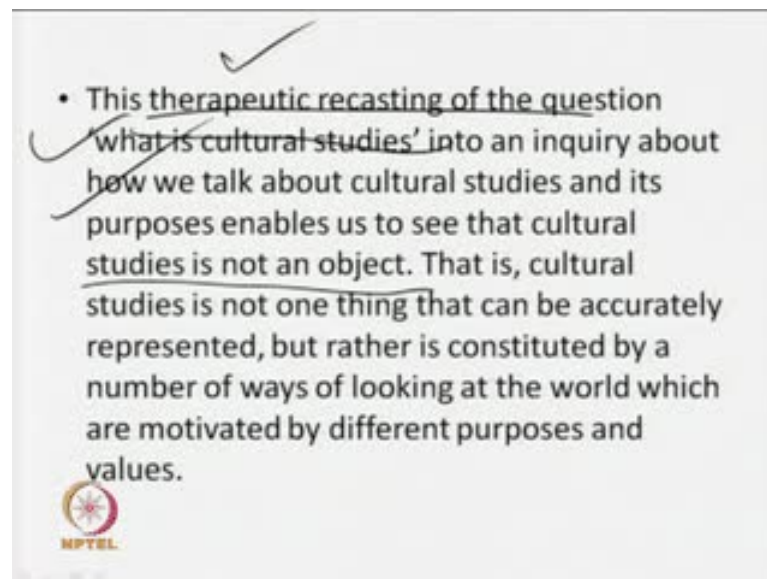 • This therapeutic recasting of the question
‘what is cultural studies’ into an inquiry about
how we talk about cultural studies and its
purposes enables us to see that cultural
studies is not an object. That is, cultural
studies is not one thing that can be accurately
represented, but rather is constituted by a
number of ways of looking at the world which
are motivated by different purposes and
values.
NPTEL